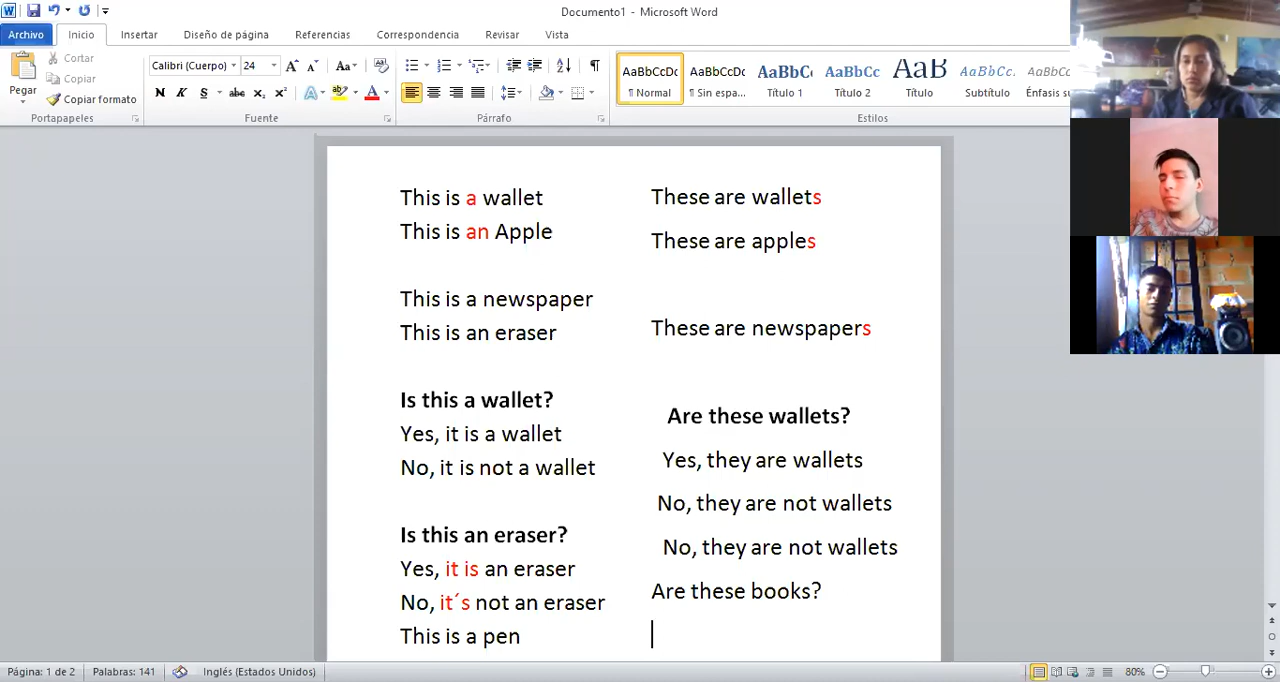 Documento1 - Microsoft Word
Archivo Inicio Insertar Diseño de página Referencias Correspondencia Revisar Vista
Pegar
Cortar
Copiar
Copiar formato
Portapapeles
Calibri (Cuerpo) 24
Fuente
Párrafo
AaBbCcDc AaBbCcDc AaBbC AaBbCc AaB AaBbCc. AaBbCcDc
¶ Normal ¶ Sin espa... Título 1 Título 2 Título Subtítulo Énfasis su
Estilos
This is a wallet
This is an Apple
This is a newspaper
This is an eraser
Is this a wallet?
Yes, it is a wallet
No, it is not a wallet
Is this an eraser?
Yes, it is an eraser
No, it´s not an eraser
This is a pen
These are wallets
These are apples
These are newspapers
Are these wallets?
Yes, they are wallets
No, they are not wallets
No, they are not wallets
Are these books?
Página: 1 de 2 Palabras: 141 Inglés (Estados Unidos) 80%